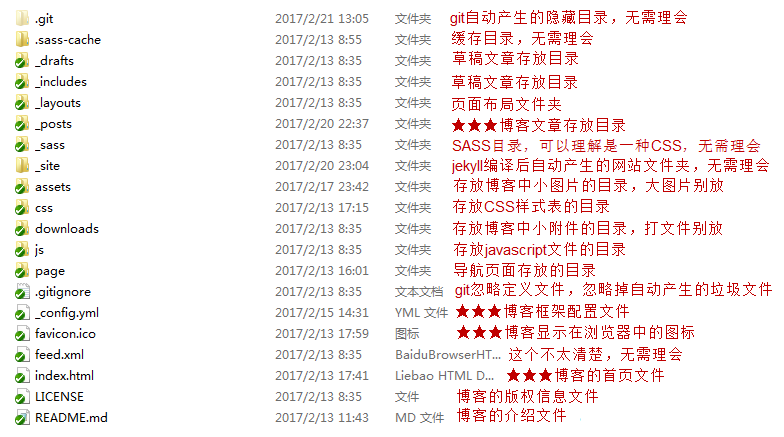 .git 2017/2/21 13:05 文件夹 git自动产生的隐藏目录，无需理会
.sass-cache 2017/2/13 8:55 文件夹 缓存目录，无需理会
_drafts 2017/2/13 8:35 文件夹 草稿文章存放目录
_includes 2017/2/13 8:35 文件夹 草稿文章存放目录
_layouts 2017/2/13 8:35 文件夹 页面布局文件夹
_posts 2017/2/20 22:37 文件夹 ★★★博客文章存放目录
_sass 2017/2/13 8:35 文件夹 SASS目录，可以理解是一种CSS，无需理会
_site 2017/2/20 23:04 文件夹 jekyll编译后自动产生的网站文件夹，无需理会
assets 2017/2/17 23:42 文件夹 存放博客中小图片的目录，大图片别放
css 2017/2/13 17:15 文件夹 存放CSS样式表的目录
downloads 2017/2/13 8:35 文件夹 存放博客中小附件的目录，打文件别放
js 2017/2/13 8:35 文件夹 存放javascript文件的目录
page 2017/2/13 16:01 文件夹 导航页面存放的目录
.gitignore 2017/2/13 8:35 文本文档 git忽略定义文件，忽略掉自动产生的垃圾文件
_config.yml 2017/2/15 14:31 YML 文件 ★★★博客框架配置文件
favicon.ico 2017/2/13 17:59 图标 ★★★博客显示在浏览器中的图标
feed.xml 2017/2/13 8:35 BaiduBrowserHT... 这个不太清楚，无需理会
index.html 2017/2/13 17:41 Liebao HTML D... ★★★博客的首页文件
LICENSE 2017/2/13 8:35 文件 博客的版权信息文件
README.md 2017/2/13 11:43 MD 文件 博客的介绍文件